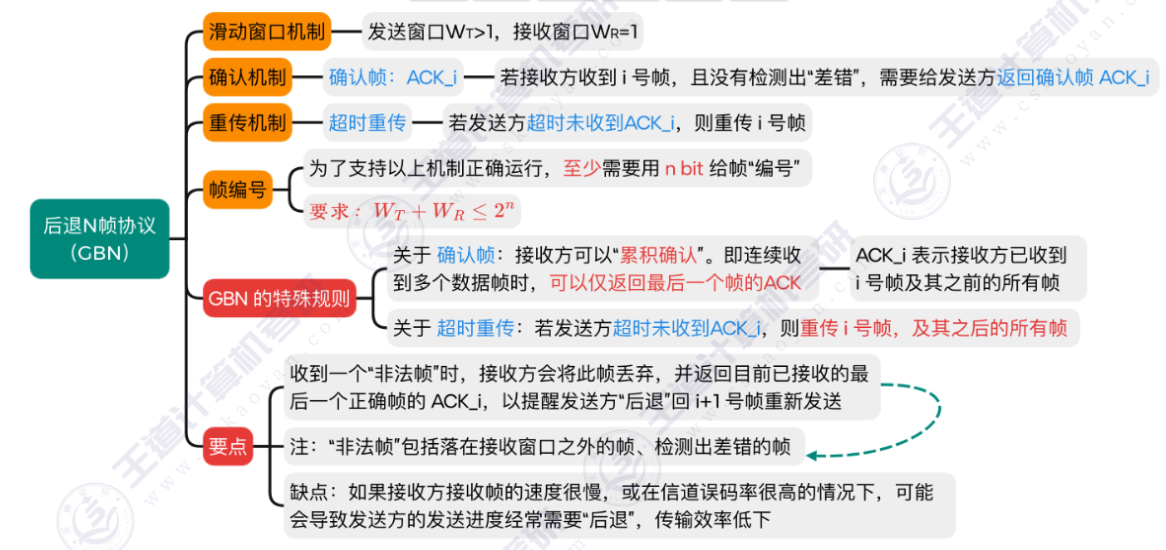 滑动窗口机制
发送窗口WT>1，接收窗口WR=1
确认机制
确认帧：ACK_i
若接收方收到 i 号帧，且没有检测出“差错”，需要给发送方返回确认帧 ACK_i
重传机制
超时重传
若发送方超时未收到ACK_i，则重传 i 号帧
帧编号
为了支持以上机制正确运行，至少需要用 n bit 给帧“编号”
要求：W_T + W_R ≤ 2^n
后退N帧协议
（GBN）
GBN 的特殊规则
关于 确认帧：接收方可以“累积确认”。即连续收
到多个数据帧时，可以仅返回最后一个帧的ACK
ACK_i 表示接收方已收到
i 号帧及其之前的所有帧
关于 超时重传：若发送方超时未收到ACK_i，则重传 i 号帧，及其之后的所有帧
要点
收到一个“非法帧”时，接收方会将此帧丢弃，并返回目前已接收的最
后一个正确帧的 ACK_i，以提醒发送方“后退”回 i+1 号帧重新发送
注：“非法帧”包括落在接收窗口之外的帧、检测出差错的帧
缺点：如果接收方接收帧的速度很慢，或在信道误码率很高的情况下，可能
会导致发送方的发送进度经常需要“后退”，传输效率低下
王道计算机考研
www.cskaoyan.com